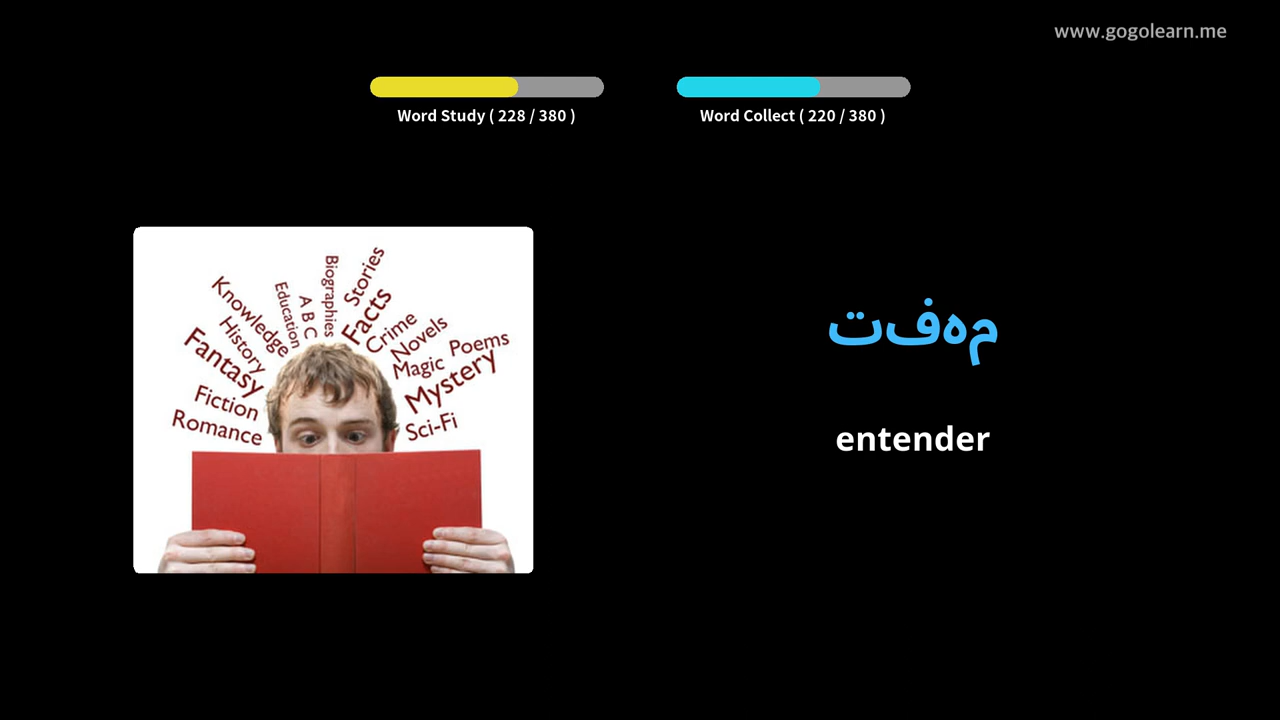 www.gogolearn.me
Word Study ( 228 / 380 )
Word Collect ( 220 / 380 )
Knowledge
Education
A B C
Biographies
Stories
Facts
History
Crime
Novels
Fantasy
Magic
Poems
Mystery
Fiction
Romance
Sci-Fi
مهفت
entender